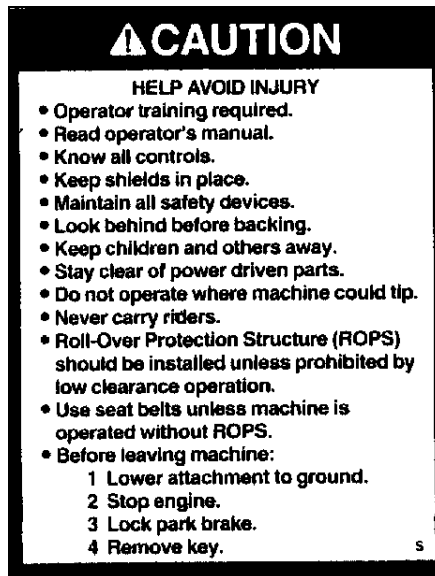 CAUTION
HELP AVOID INJURY
• Operator training required.
• Read operator's manual.
• Know all controls.
• Keep shields in place.
• Maintain all safety devices.
• Look behind before backing.
• Keep children and others away.
• Stay clear of power driven parts.
• Do not operate where machine could tip.
• Never carry riders.
• Roll-Over Protection Structure (ROPS)
should be installed unless prohibited by
low clearance operation.
• Use seat belts unless machine is
operated without ROPS.
• Before leaving machine:
1 Lower attachment to ground.
2 Stop engine.
3 Lock park brake.
4 Remove key.
S